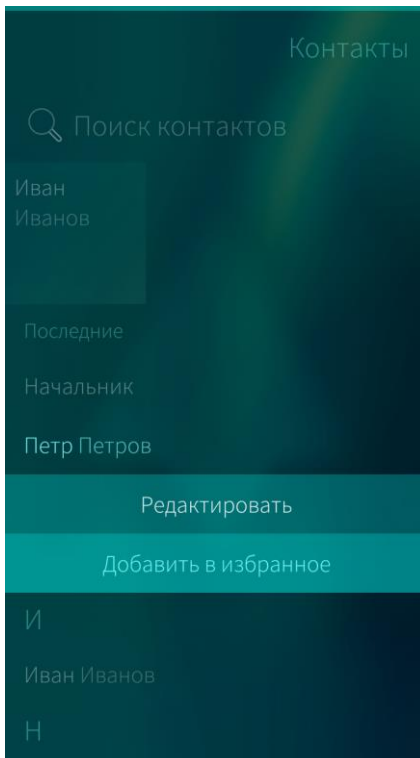 Контакты
Поиск контактов
Иван
Иванов
Последние
Начальник
Петр Петров
Редактировать
Добавить в избранное
И
Иван Иванов
Н